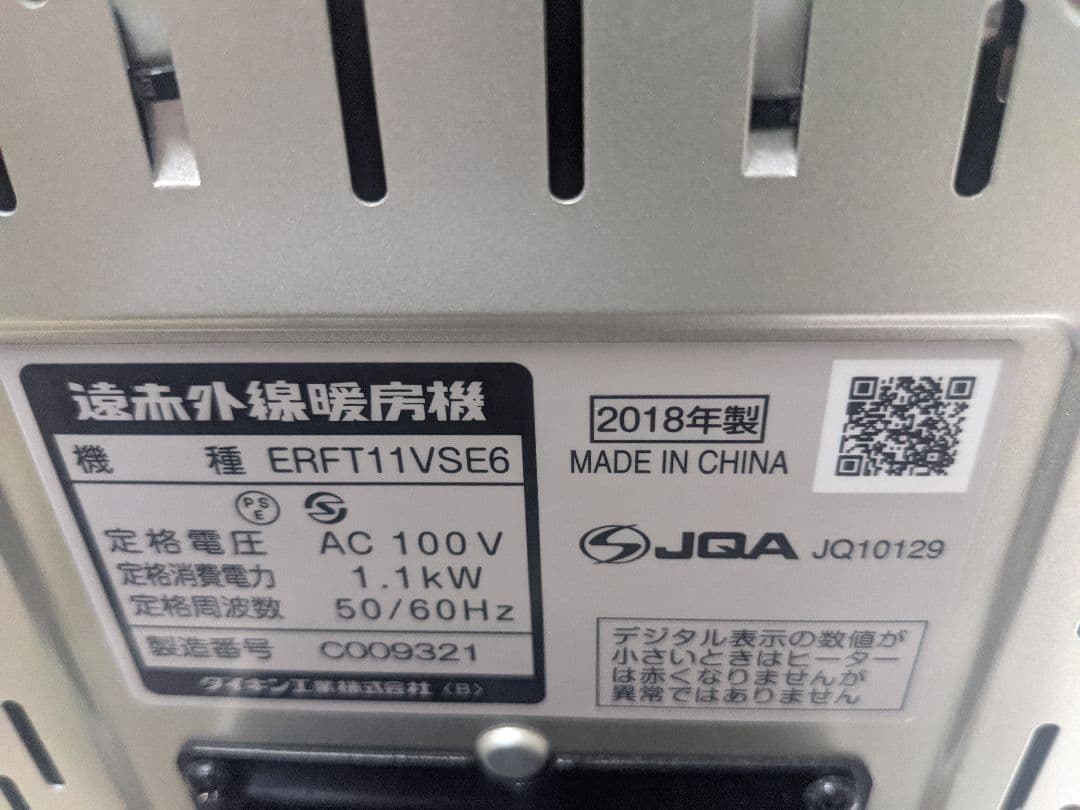 遠赤外線暖房機
機 種 ERFT11VSE6
PSE
定格電圧 AC 100V
定格消費電力 1.1kW
定格周波数 50/60Hz
製造番号 C009321
ダイキン工業株式会社 〈B〉
2018年製
MADE IN CHINA
JQA JQ10129
デジタル表示の数値が
小さいときはヒーター
は赤くなりませんが
異常ではありません